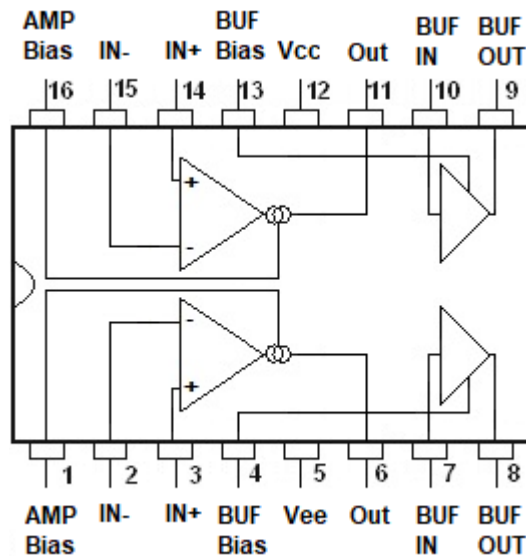 AMP Bias IN- IN+ BUF Bias Vcc Out BUF IN BUF OUT
16 15 14 13 12 11 10 9
+
-
-
+
1 2 3 4 5 6 7 8
AMP Bias IN- IN+ BUF Bias Vee Out BUF IN BUF OUT